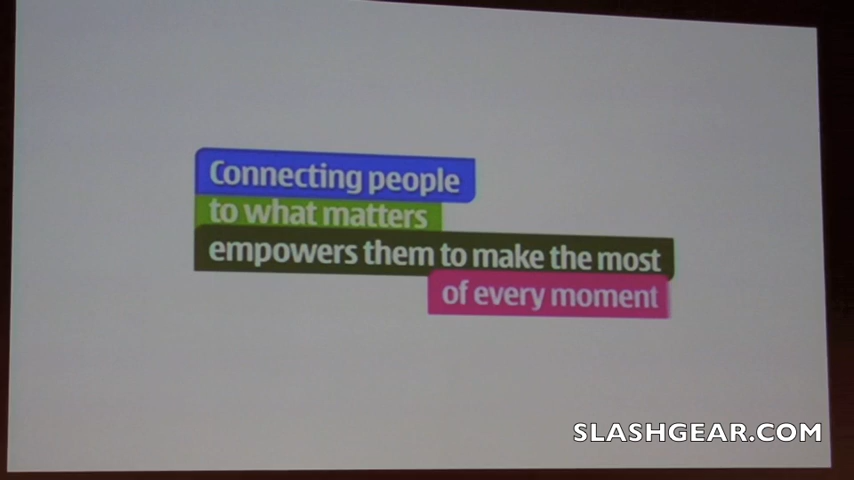 Connecting people
to what matters
empowers them to make the most
of every moment
SLASHGEAR.COM